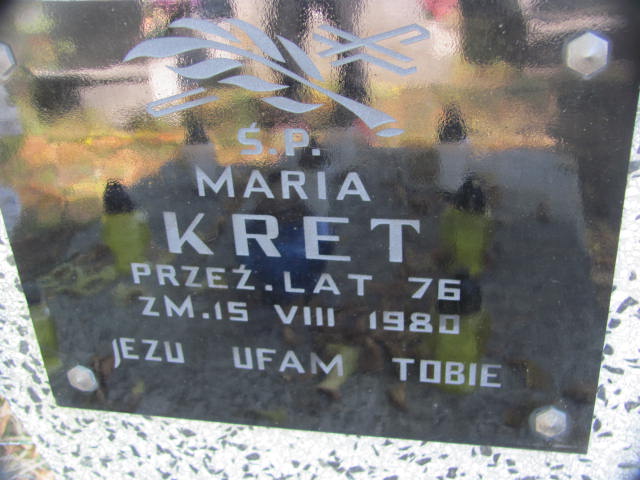 Ś.P.
MARIA
KRET
PRZEŻ. LAT 76
ZM. 15 VIII 1980
JEZU UFAM TOBIE